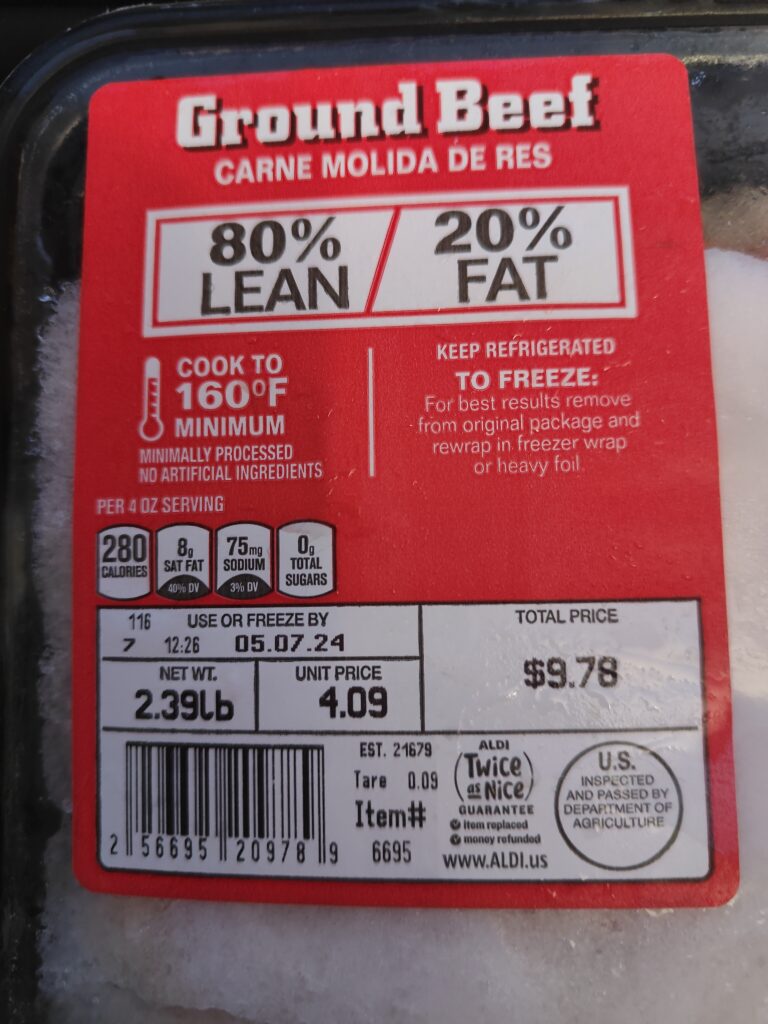 Ground Beef
CARNE MOLIDA DE RES
80% LEAN / 20% FAT
COOK TO
160°F
MINIMUM
MINIMALLY PROCESSED
NO ARTIFICIAL INGREDIENTS
KEEP REFRIGERATED
TO FREEZE:
For best results remove
from original package and
rewrap in freezer wrap
or heavy foil.
PER 4 OZ SERVING
280 CALORIES
8g SAT FAT 40% DV
75mg SODIUM 3% DV
0g TOTAL SUGARS
116 USE OR FREEZE BY
7 12:26 05.07.24
NET WT.
2.39lb
UNIT PRICE
4.09
TOTAL PRICE
$9.78
2 56695 20978 9
EST. 21679
Tare 0.09
Item#
6695
ALDI
Twice
as Nice
GUARANTEE
item replaced
money refunded
www.ALDI.us
U.S.
INSPECTED
AND PASSED BY
DEPARTMENT OF
AGRICULTURE